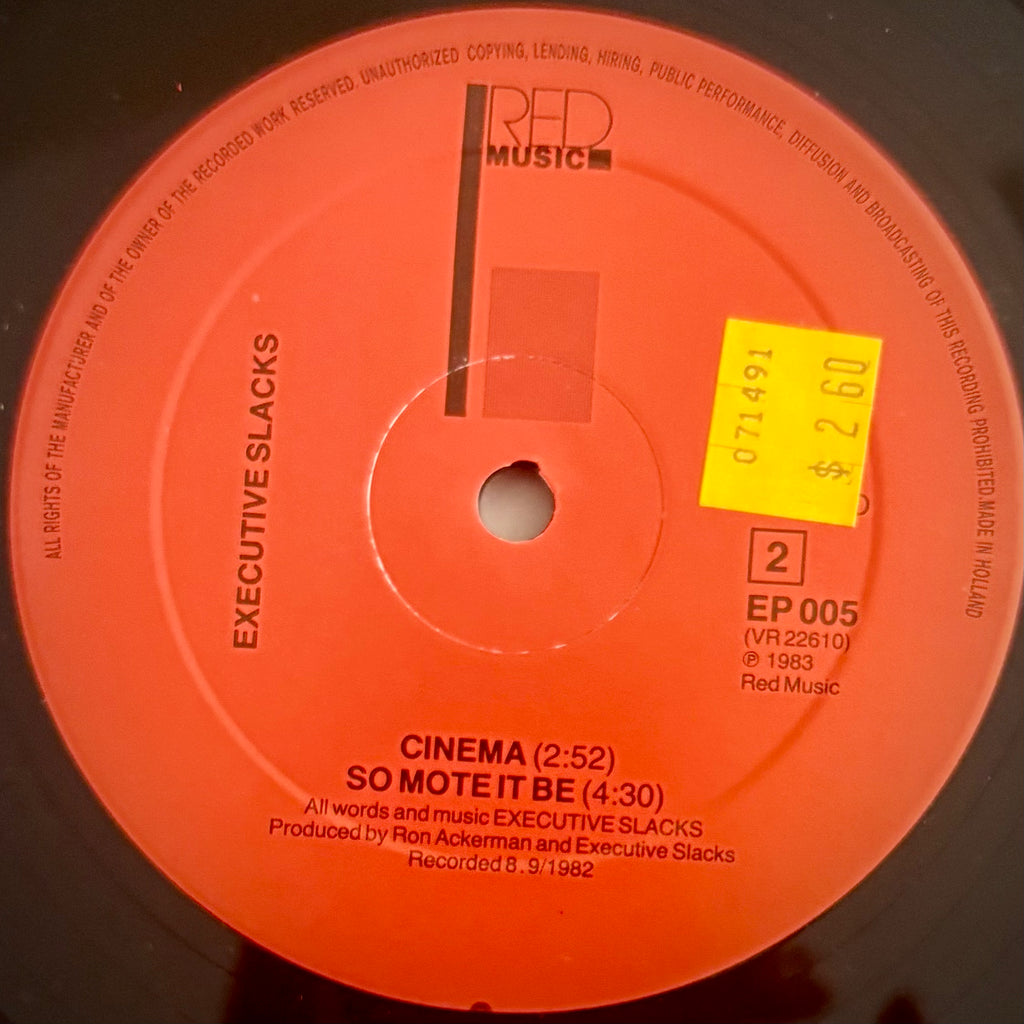 ALL RIGHTS OF THE MANUFACTURER AND OF THE OWNER OF THE RECORDED WORK RESERVED. UNAUTHORIZED COPYING, LENDING, HIRING, PUBLIC PERFORMANCE, DIFFUSION AND BROADCASTING OF THIS RECORDING PROHIBITED. MADE IN HOLLAND
RED
MUSIC
EXECUTIVE SLACKS
071491
$ 2 60
2
EP 005
(VR 22610)
℗ 1983
Red Music
CINEMA (2:52)
SO MOTE IT BE (4:30)
All words and music EXECUTIVE SLACKS
Produced by Ron Ackerman and Executive Slacks
Recorded 8.9/1982